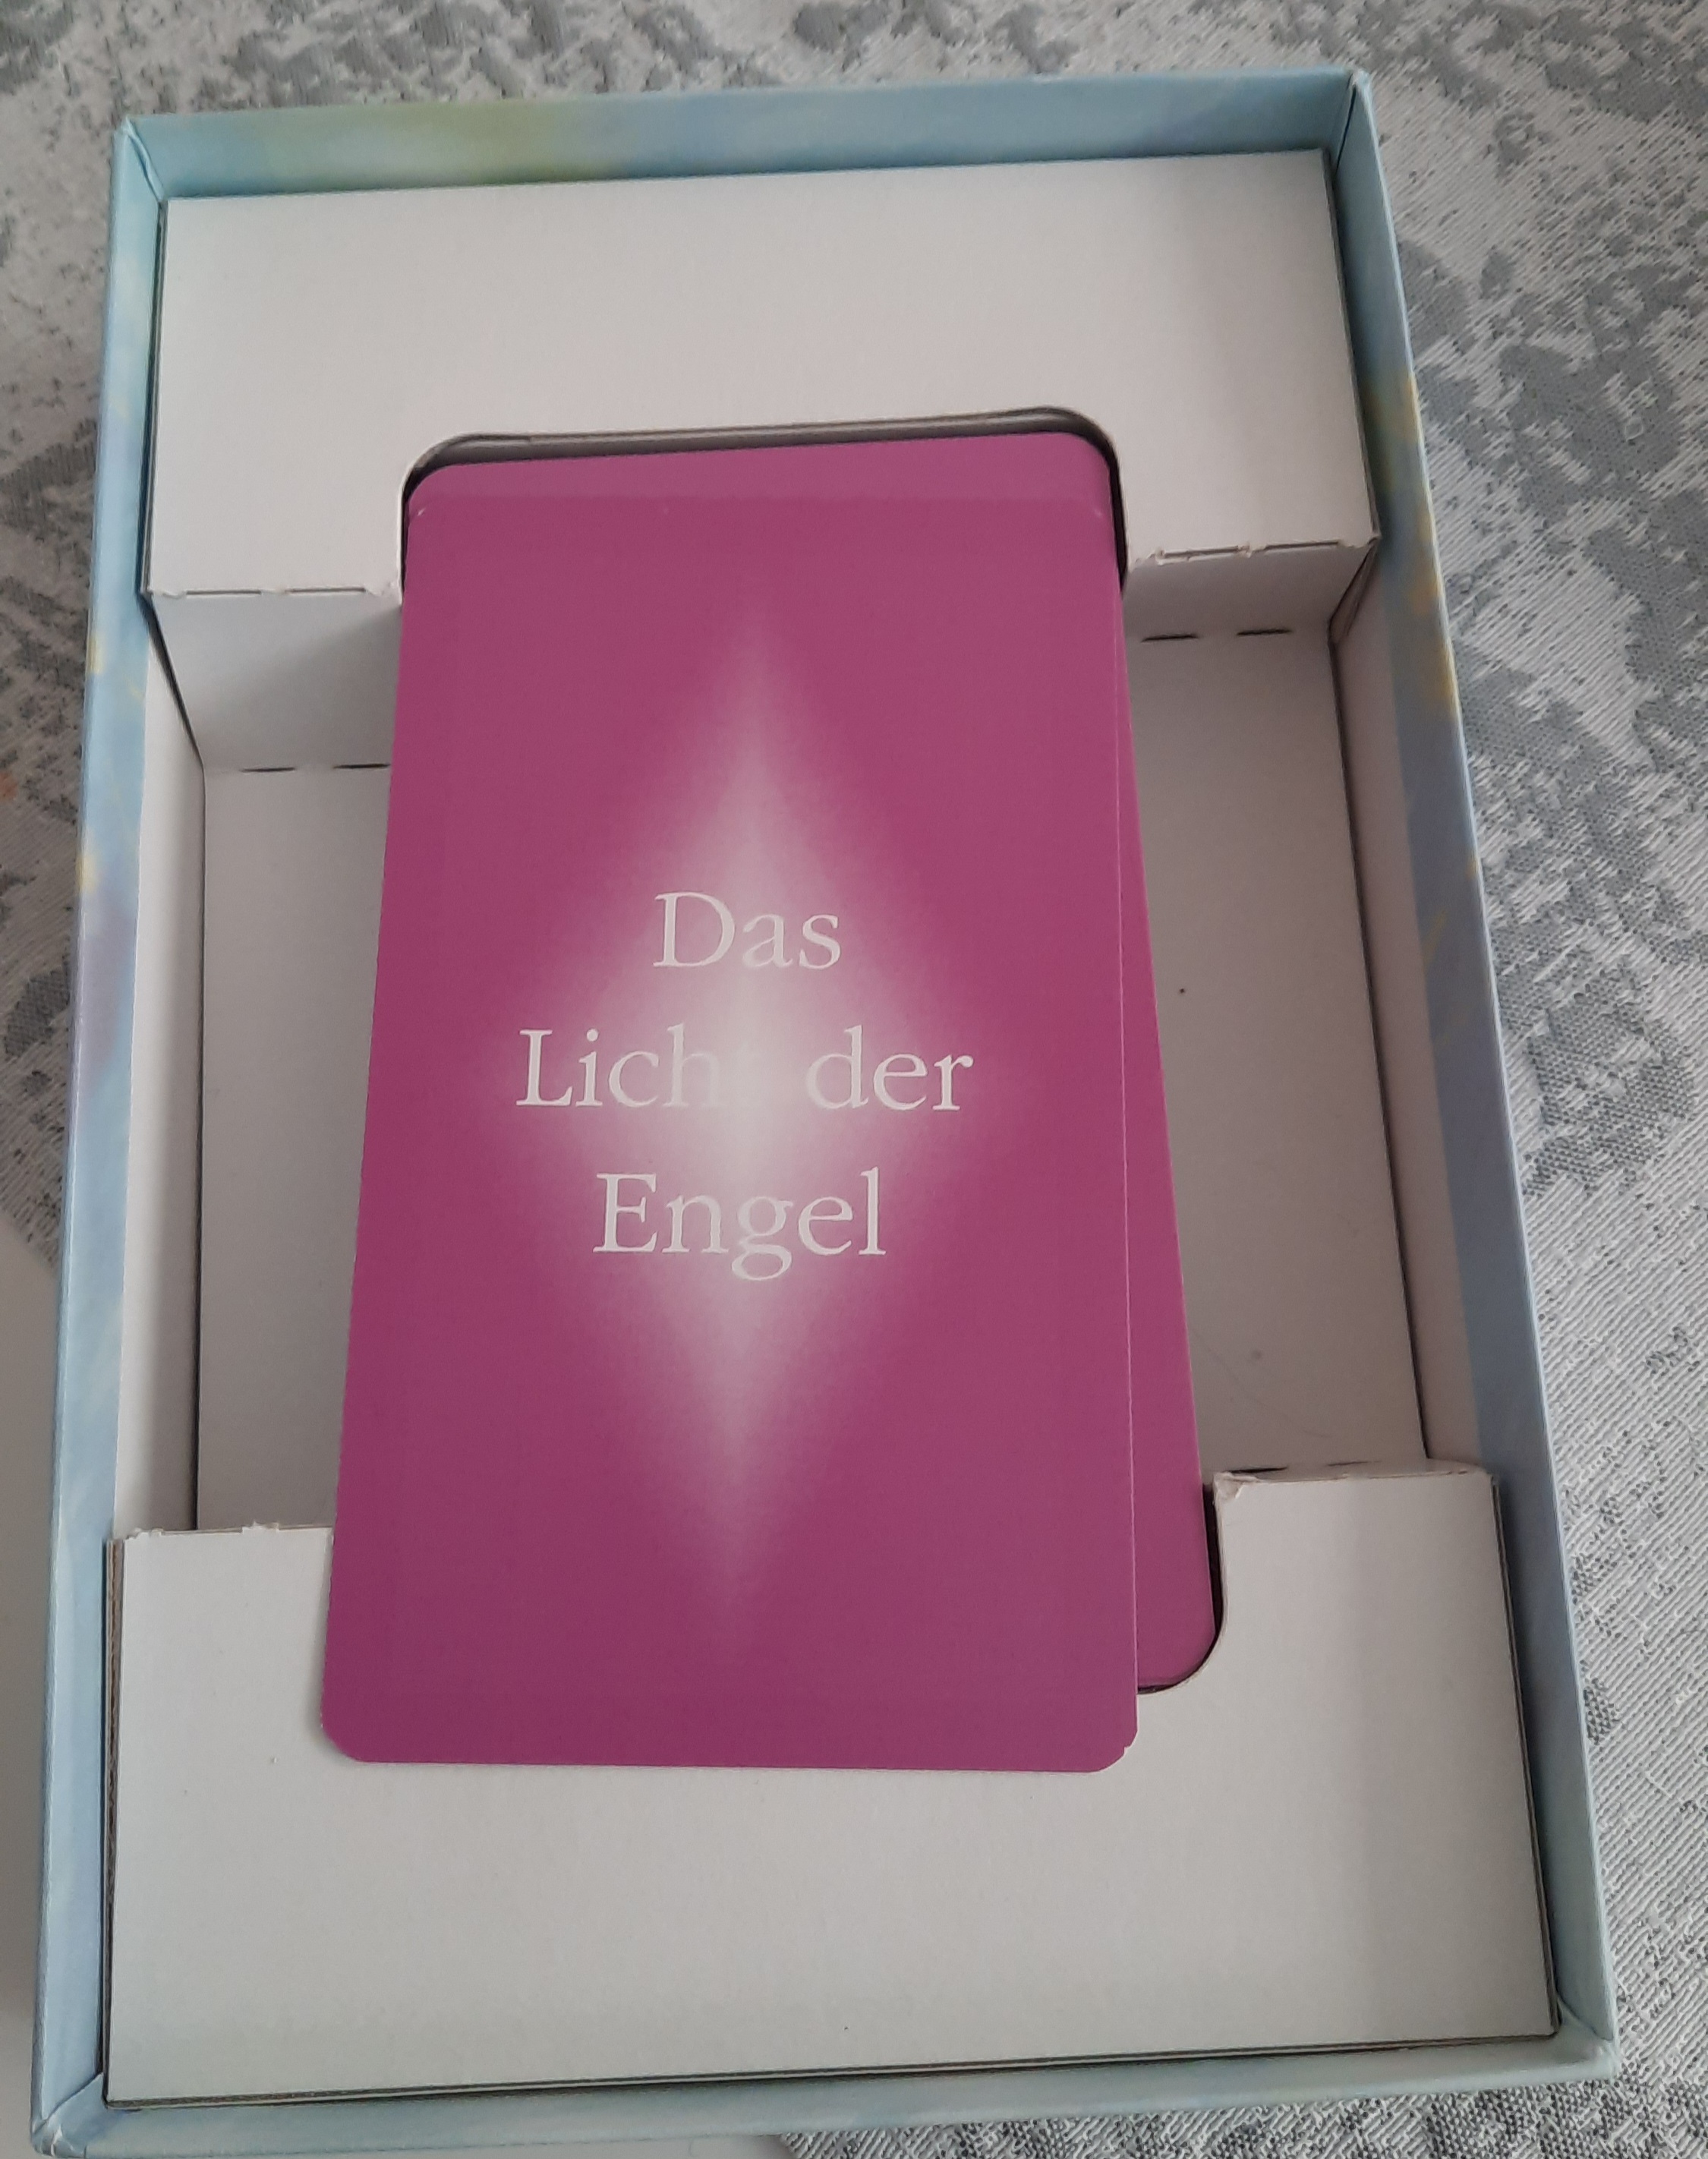 Das
Licht der
Engel